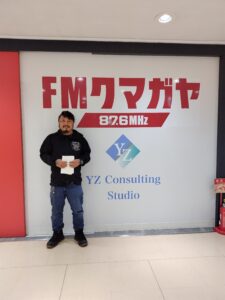 FMクマガヤ
87.6MHz
YZ
YZ Consulting
Studio